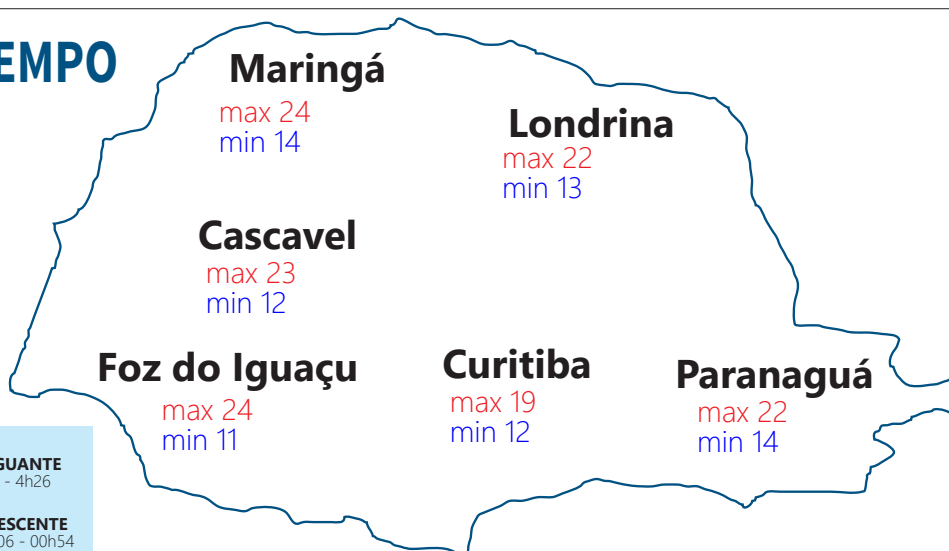 EMPO
Maringá
max 24
min 14
Londrina
max 22
min 13
Cascavel
max 23
min 12
Foz do Iguaçu
max 24
min 11
Curitiba
max 19
min 12
Paranaguá
max 22
min 14
GUANTE
- 4h26
ESCENTE
06 - 00h54